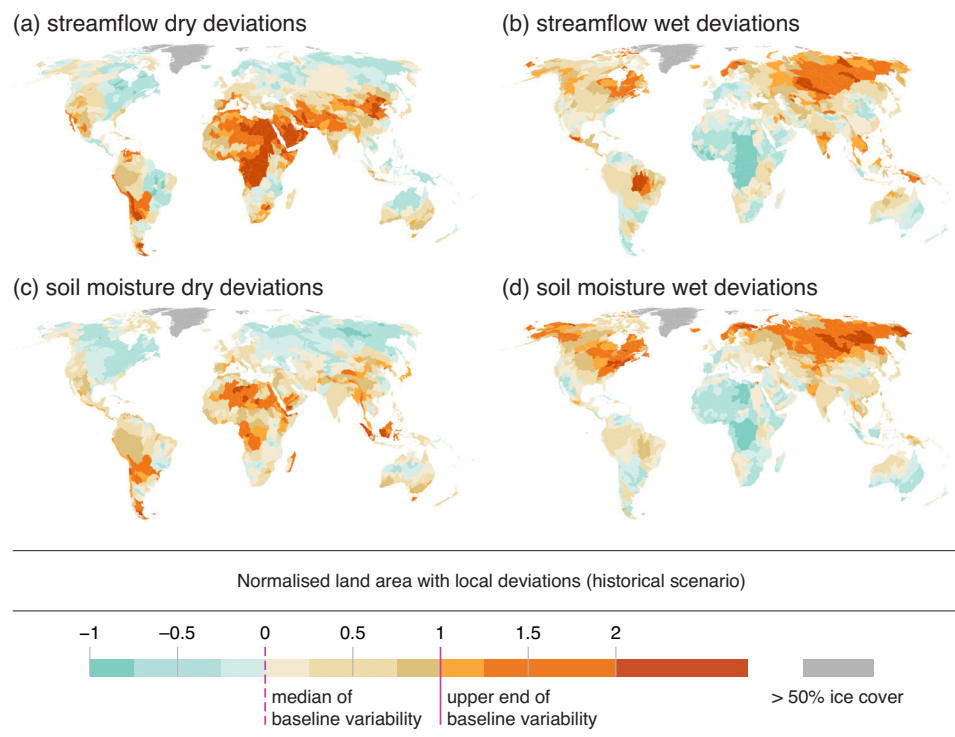 (a) streamflow dry deviations
(b) streamflow wet deviations
(c) soil moisture dry deviations
(d) soil moisture wet deviations
Normalised land area with local deviations (historical scenario)
−1 −0.5 0 0.5 1 1.5 2
median of
baseline variability
upper end of
baseline variability
> 50% ice cover